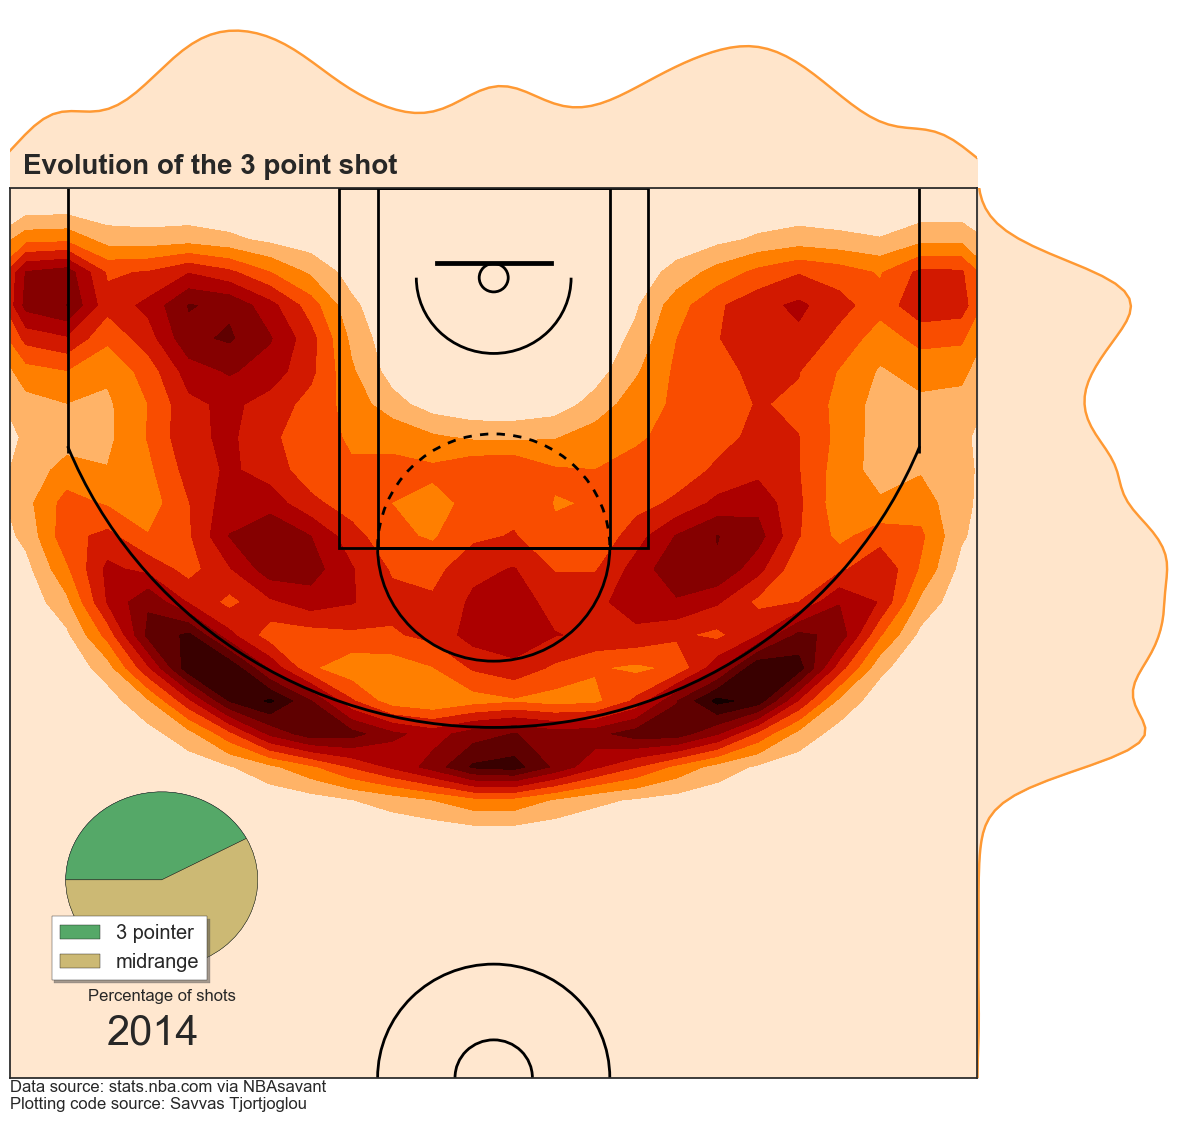 Evolution of the 3 point shot
3 pointer
midrange
Percentage of shots
2014
Data source: stats.nba.com via NBAsavant
Plotting code source: Savvas Tjortjoglou